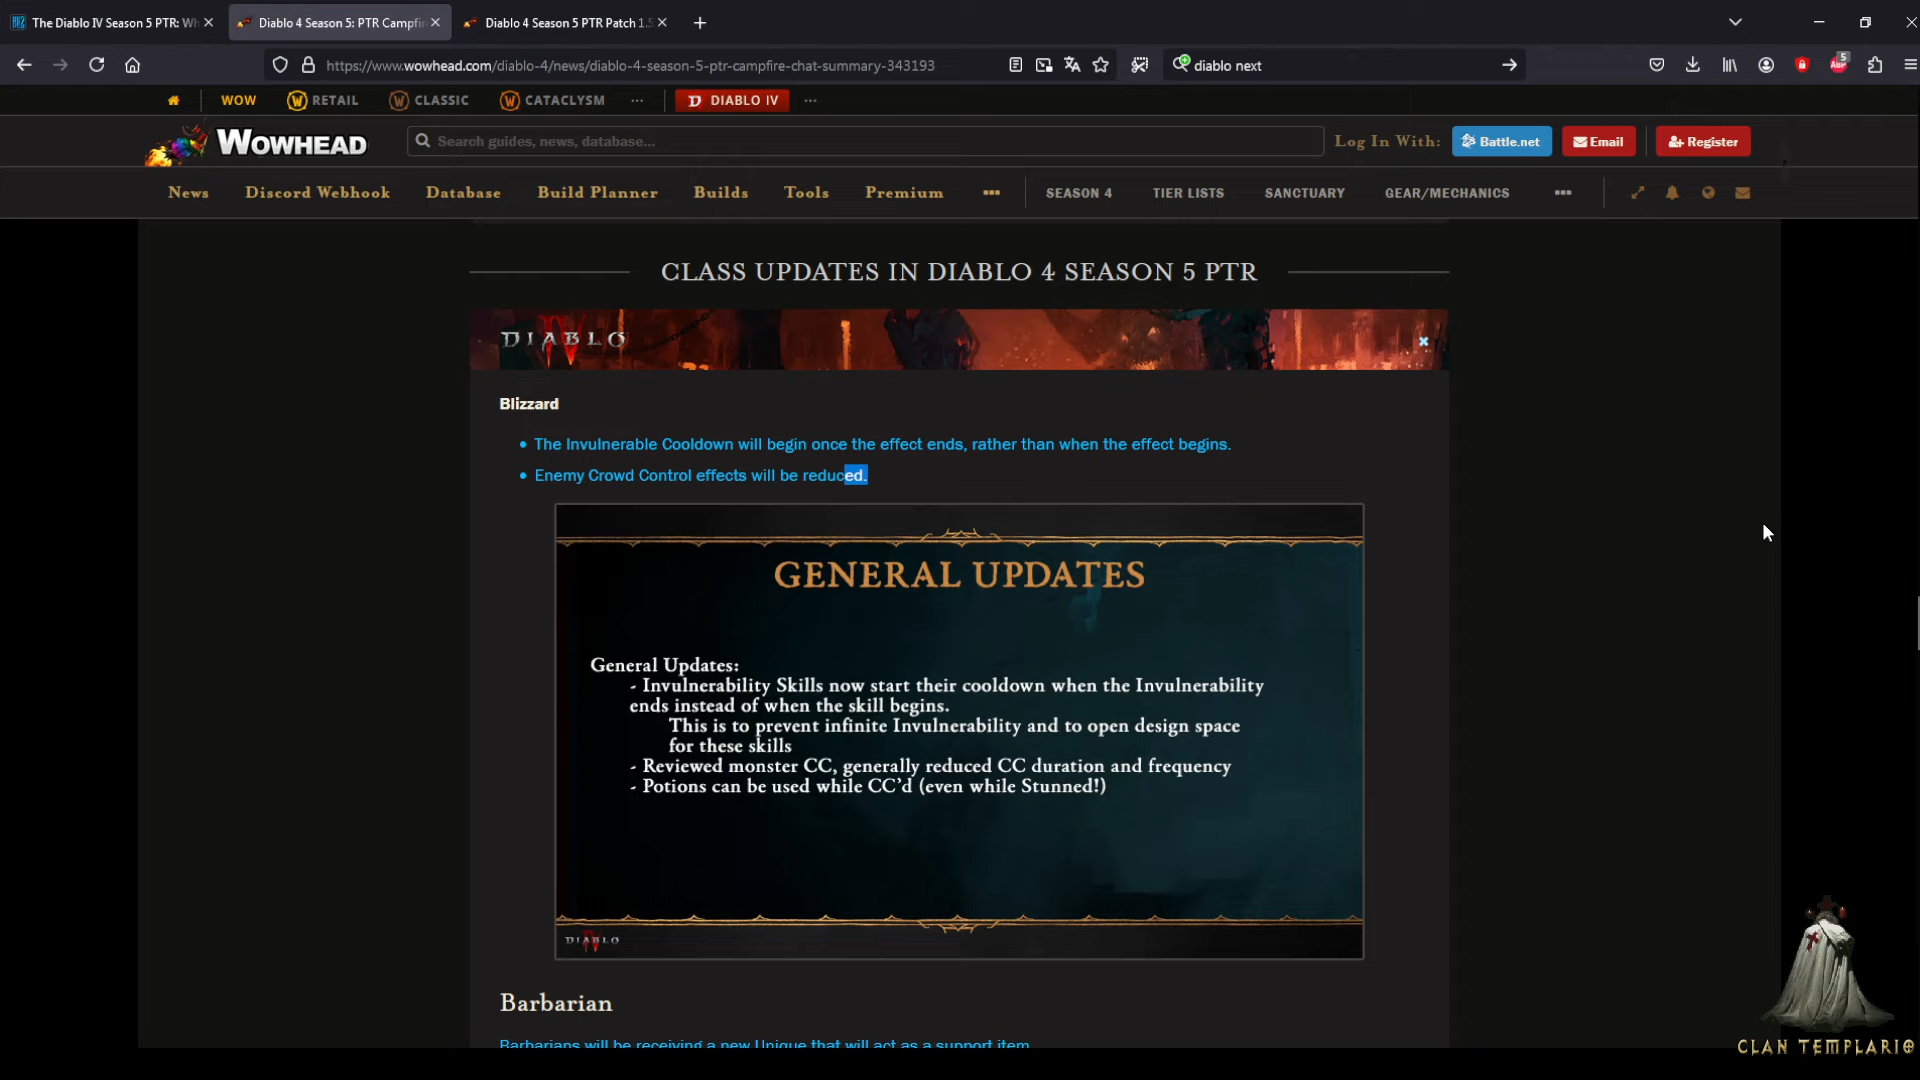 The Diablo IV Season 5 PTR: Wh
Diablo 4 Season 5: PTR Campfir
Diablo 4 Season 5 PTR Patch 1.5
https://www.wowhead.com/diablo-4/news/diablo-4-season-5-ptr-campfire-chat-summary-343193
diablo next
5
WOW RETAIL CLASSIC CATACLYSM ... DIABLO IV ...
WOWHEAD
Search guides, news, database...
Log In With: Battle.net Email Register
News Discord Webhook Database Build Planner Builds Tools Premium ... SEASON 4 TIER LISTS SANCTUARY GEAR/MECHANICS ...
CLASS UPDATES IN DIABLO 4 SEASON 5 PTR
DIABLO IV
Blizzard
• The Invulnerable Cooldown will begin once the effect ends, rather than when the effect begins.
• Enemy Crowd Control effects will be reduced.
GENERAL UPDATES
General Updates:
- Invulnerability Skills now start their cooldown when the Invulnerability
ends instead of when the skill begins.
This is to prevent infinite Invulnerability and to open design space
for these skills
- Reviewed monster CC, generally reduced CC duration and frequency
- Potions can be used while CC'd (even while Stunned!)
DIABLO IV
Barbarian
Barbarians will be receiving a new Unique that will act as a support item
CLAN TEMPLARIO